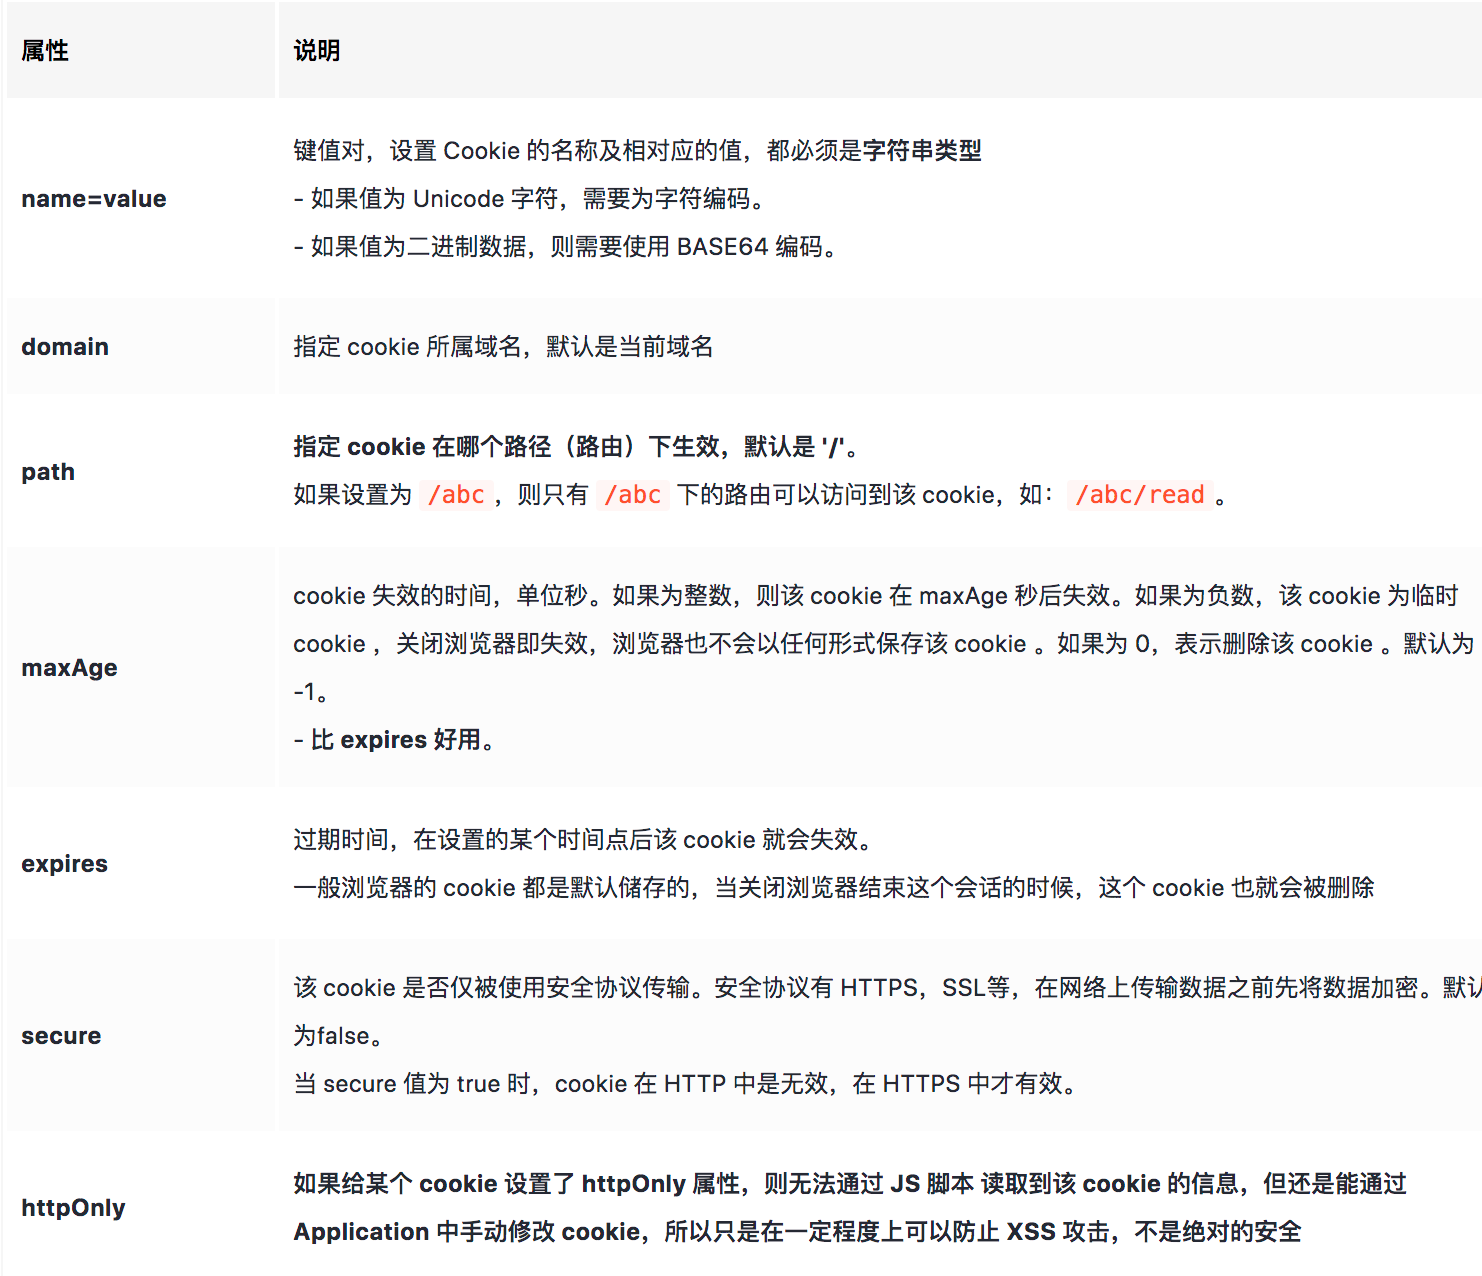 属性
说明
name=value
键值对，设置 Cookie 的名称及相对应的值，都必须是字符串类型
- 如果值为 Unicode 字符，需要为字符编码。
- 如果值为二进制数据，则需要使用 BASE64 编码。
domain
指定 cookie 所属域名，默认是当前域名
path
指定 cookie 在哪个路径（路由）下生效，默认是 '/'。
如果设置为 /abc ，则只有 /abc 下的路由可以访问到该 cookie，如： /abc/read 。
maxAge
cookie 失效的时间，单位秒。如果为整数，则该 cookie 在 maxAge 秒后失效。如果为负数，该 cookie 为临时
cookie ，关闭浏览器即失效，浏览器也不会以任何形式保存该 cookie 。如果为 0，表示删除该 cookie 。默认为
-1。
- 比 expires 好用。
expires
过期时间，在设置的某个时间点后该 cookie 就会失效。
一般浏览器的 cookie 都是默认储存的，当关闭浏览器结束这个会话的时候，这个 cookie 也就会被删除
secure
该 cookie 是否仅被使用安全协议传输。安全协议有 HTTPS，SSL等，在网络上传输数据之前先将数据加密。默认
为false。
当 secure 值为 true 时，cookie 在 HTTP 中是无效，在 HTTPS 中才有效。
httpOnly
如果给某个 cookie 设置了 httpOnly 属性，则无法通过 JS 脚本 读取到该 cookie 的信息，但还是能通过
Application 中手动修改 cookie，所以只是在一定程度上可以防止 XSS 攻击，不是绝对的安全